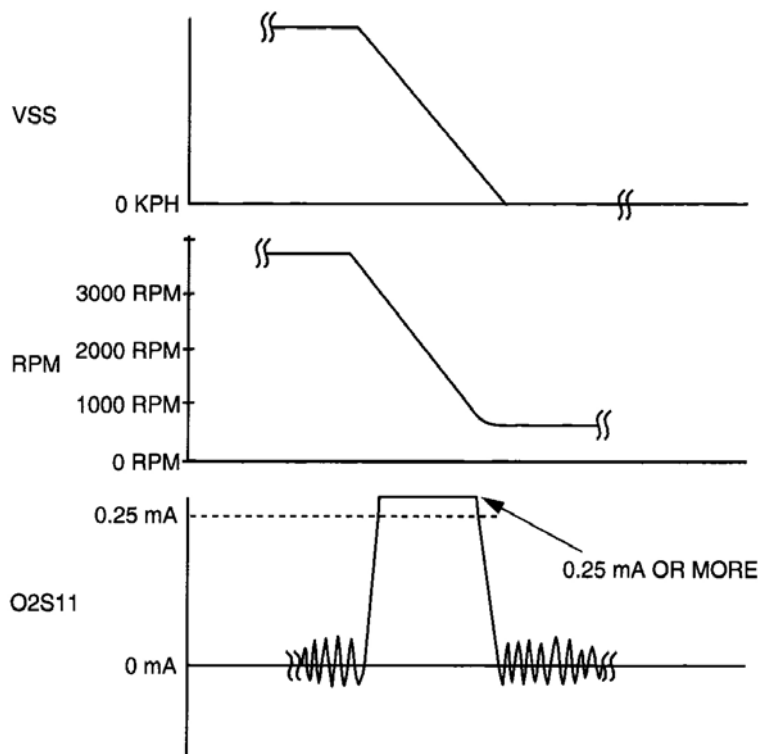 VSS
0 KPH
3000 RPM
2000 RPM
RPM
1000 RPM
0 RPM
0.25 mA
0.25 mA OR MORE
O2S11
0 mA